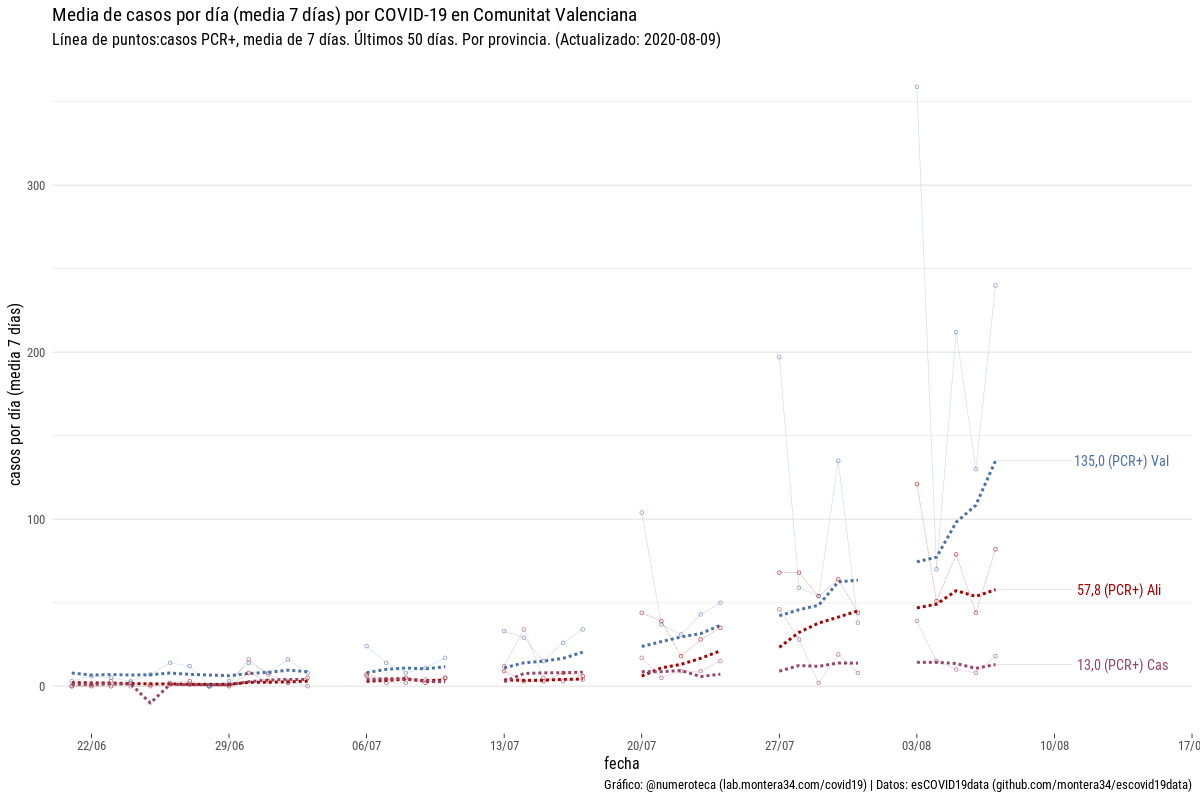 Media de casos por día (media 7 días) por COVID-19 en Comunitat Valenciana
Línea de puntos:casos PCR+, media de 7 días. Últimos 50 días. Por provincia. (Actualizado: 2020-08-09)
casos por día (media 7 días)
300
200
100
0
135,0 (PCR+) Val
57,8 (PCR+) Ali
13,0 (PCR+) Cas
22/06 29/06 06/07 13/07 20/07 27/07 03/08 10/08 17/0
fecha
Gráfico: @numeroteca (lab.montera34.com/covid19) | Datos: esCOVID19data (github.com/montera34/escovid19data)